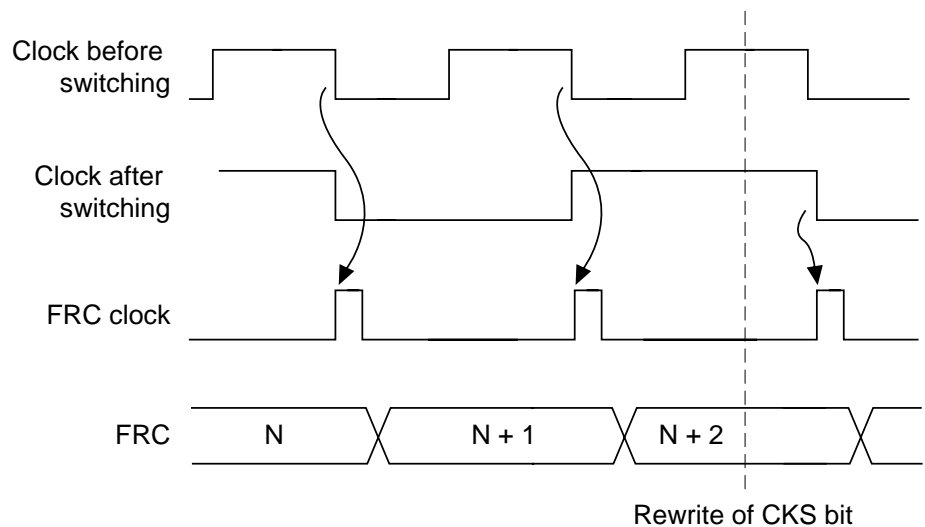 Clock before
switching
Clock after
switching
FRC clock
FRC
N
N + 1
N + 2
Rewrite of CKS bit